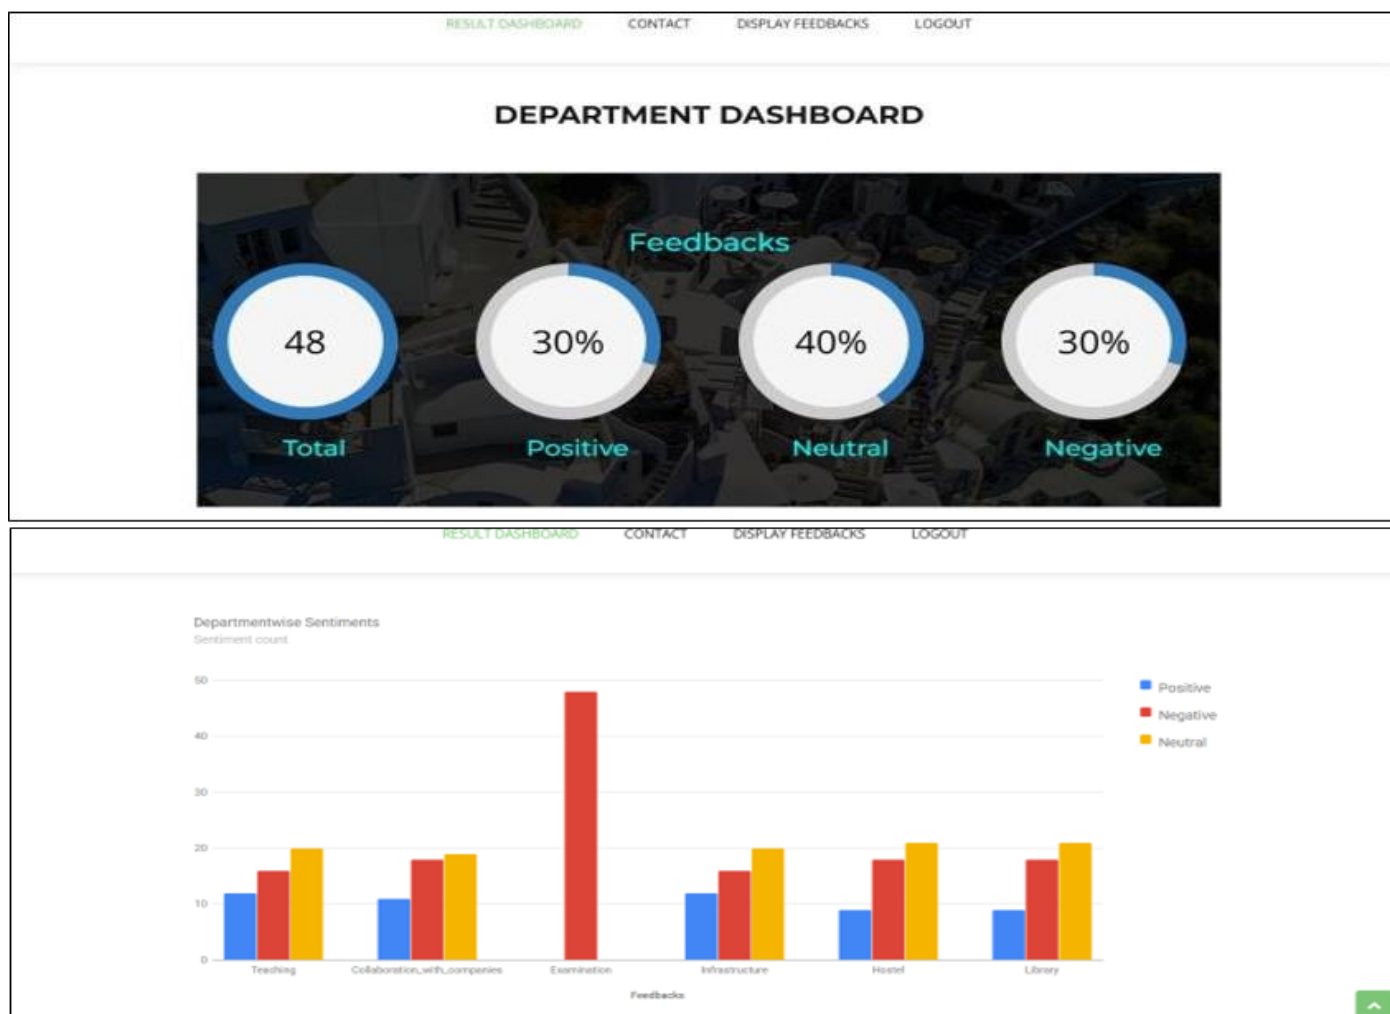 RESULT DASHBOARD CONTACT DISPLAY FEEDBACKS LOGOUT
DEPARTMENT DASHBOARD
Feedbacks
48 30% 40% 30%
Total Positive Neutral Negative
RESULT DASHBOARD CONTACT DISPLAY FEEDBACKS LOGOUT
Departmentwise Sentiments
Sentiment count
50
40
30
20
10
0
Positive
Negative
Neutral
Teaching Collaboration_with_companies Examination Infrastructure Hostel Library
Feedbacks